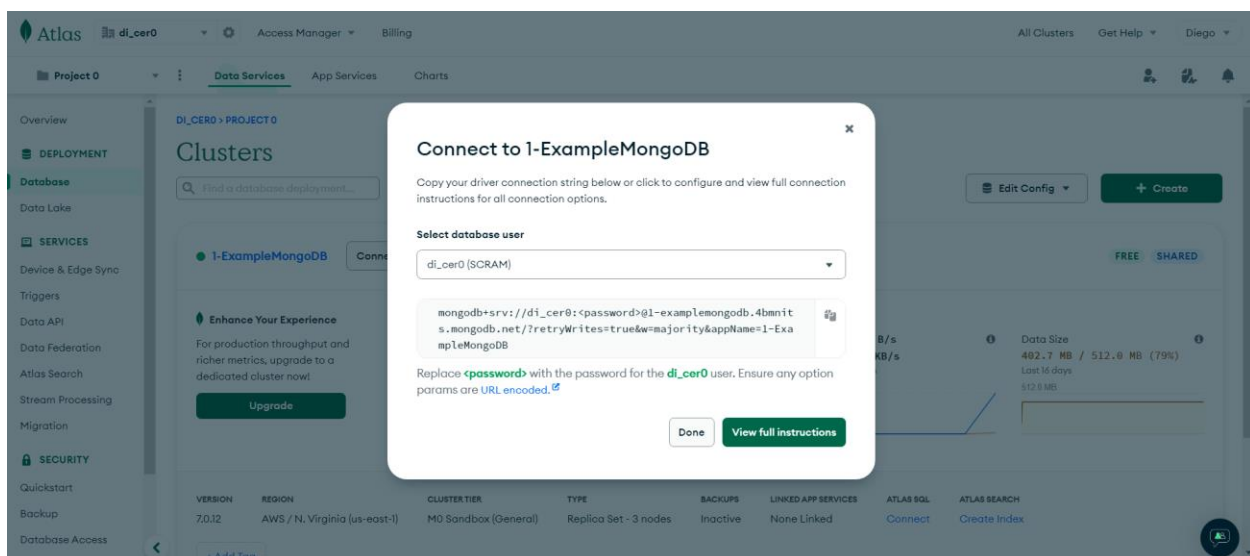 Atlas di_cer0 Access Manager Billing All Clusters Get Help Diego
Project 0 Data Services App Services Charts
Overview
DEPLOYMENT
Database
Data Lake
SERVICES
Device & Edge Sync
Triggers
Data API
Data Federation
Atlas Search
Stream Processing
Migration
SECURITY
Quickstart
Backup
Database Access
DI_CER0 > PROJECT 0
Clusters
Find a database deployment...
Edit Config + Create
1-ExampleMongoDB
FREE SHARED
Enhance Your Experience
For production throughput and
richer metrics, upgrade to a
dedicated cluster now!
Upgrade
Connect to 1-ExampleMongoDB
Copy your driver connection string below or click to configure and view full connection
instructions for all connection options.
Select database user
di_cer0 (SCRAM)
mongodb+srv://di_cer0:<password>@1-examplemongodb.4bmnit
s.mongodb.net/?retryWrites=true&w=majority&appName=1-Exa
mpleMongoDB
Replace <password> with the password for the di_cer0 user. Ensure any option
params are URL encoded.
Done View full instructions
B/s
KB/s
Data Size
402.7 MB / 512.0 MB (79%)
Last 16 days
512.0 MB
VERSION REGION CLUSTER TIER TYPE BACKUPS LINKED APP SERVICES ATLAS SQL ATLAS SEARCH
7.0.12 AWS / N. Virginia (us-east-1) M0 Sandbox (General) Replica Set - 3 nodes Inactive None Linked Connect Create Index
+ Add Tag